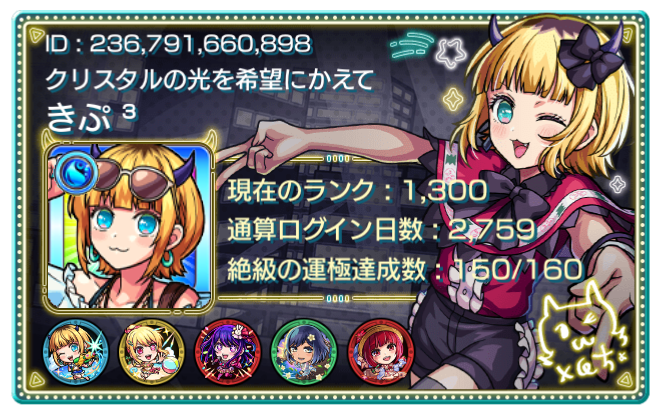 ID : 236,791,660,898
クリスタルの光を希望にかえて
きぷ³
現在のランク : 1,300
通算ログイン日数 : 2,759
絶級の運極達成数 : 150/160